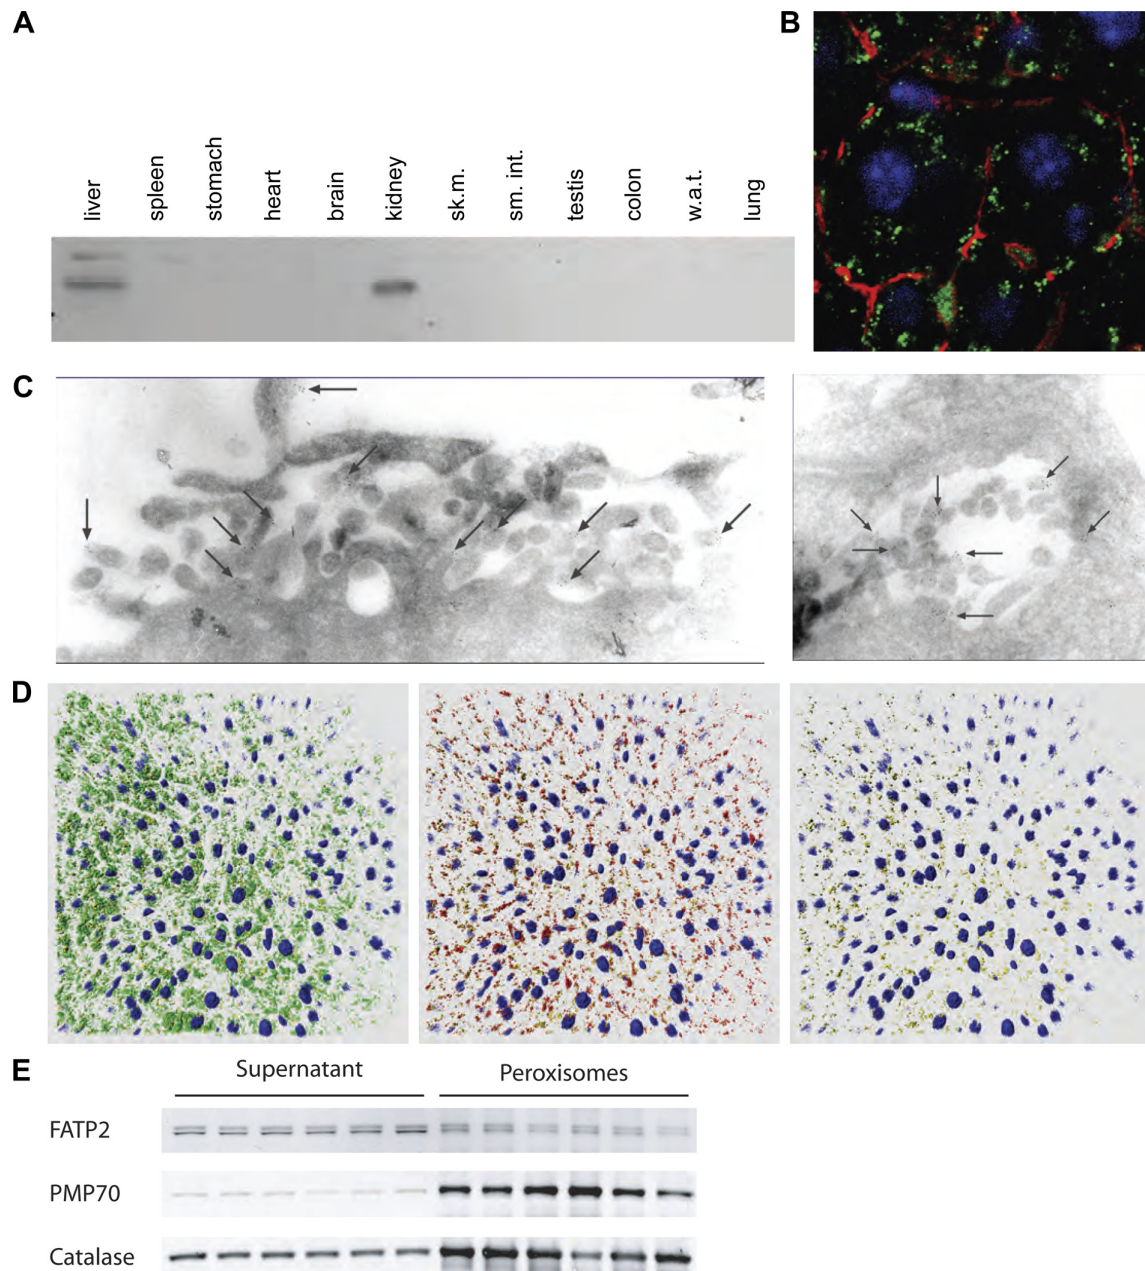 A
B
liver
spleen
stomach
heart
brain
kidney
sk.m.
sm. int.
testis
colon
w.a.t.
lung
C
D
E
Supernatant
Peroxisomes
FATP2
PMP70
Catalase